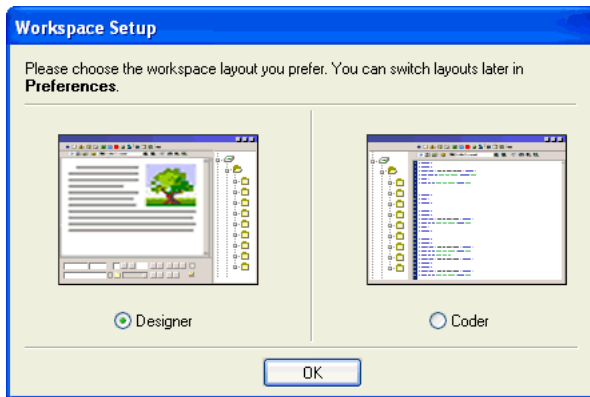 Workspace Setup
Please choose the workspace layout you prefer. You can switch layouts later in
Preferences.
Designer
Coder
OK